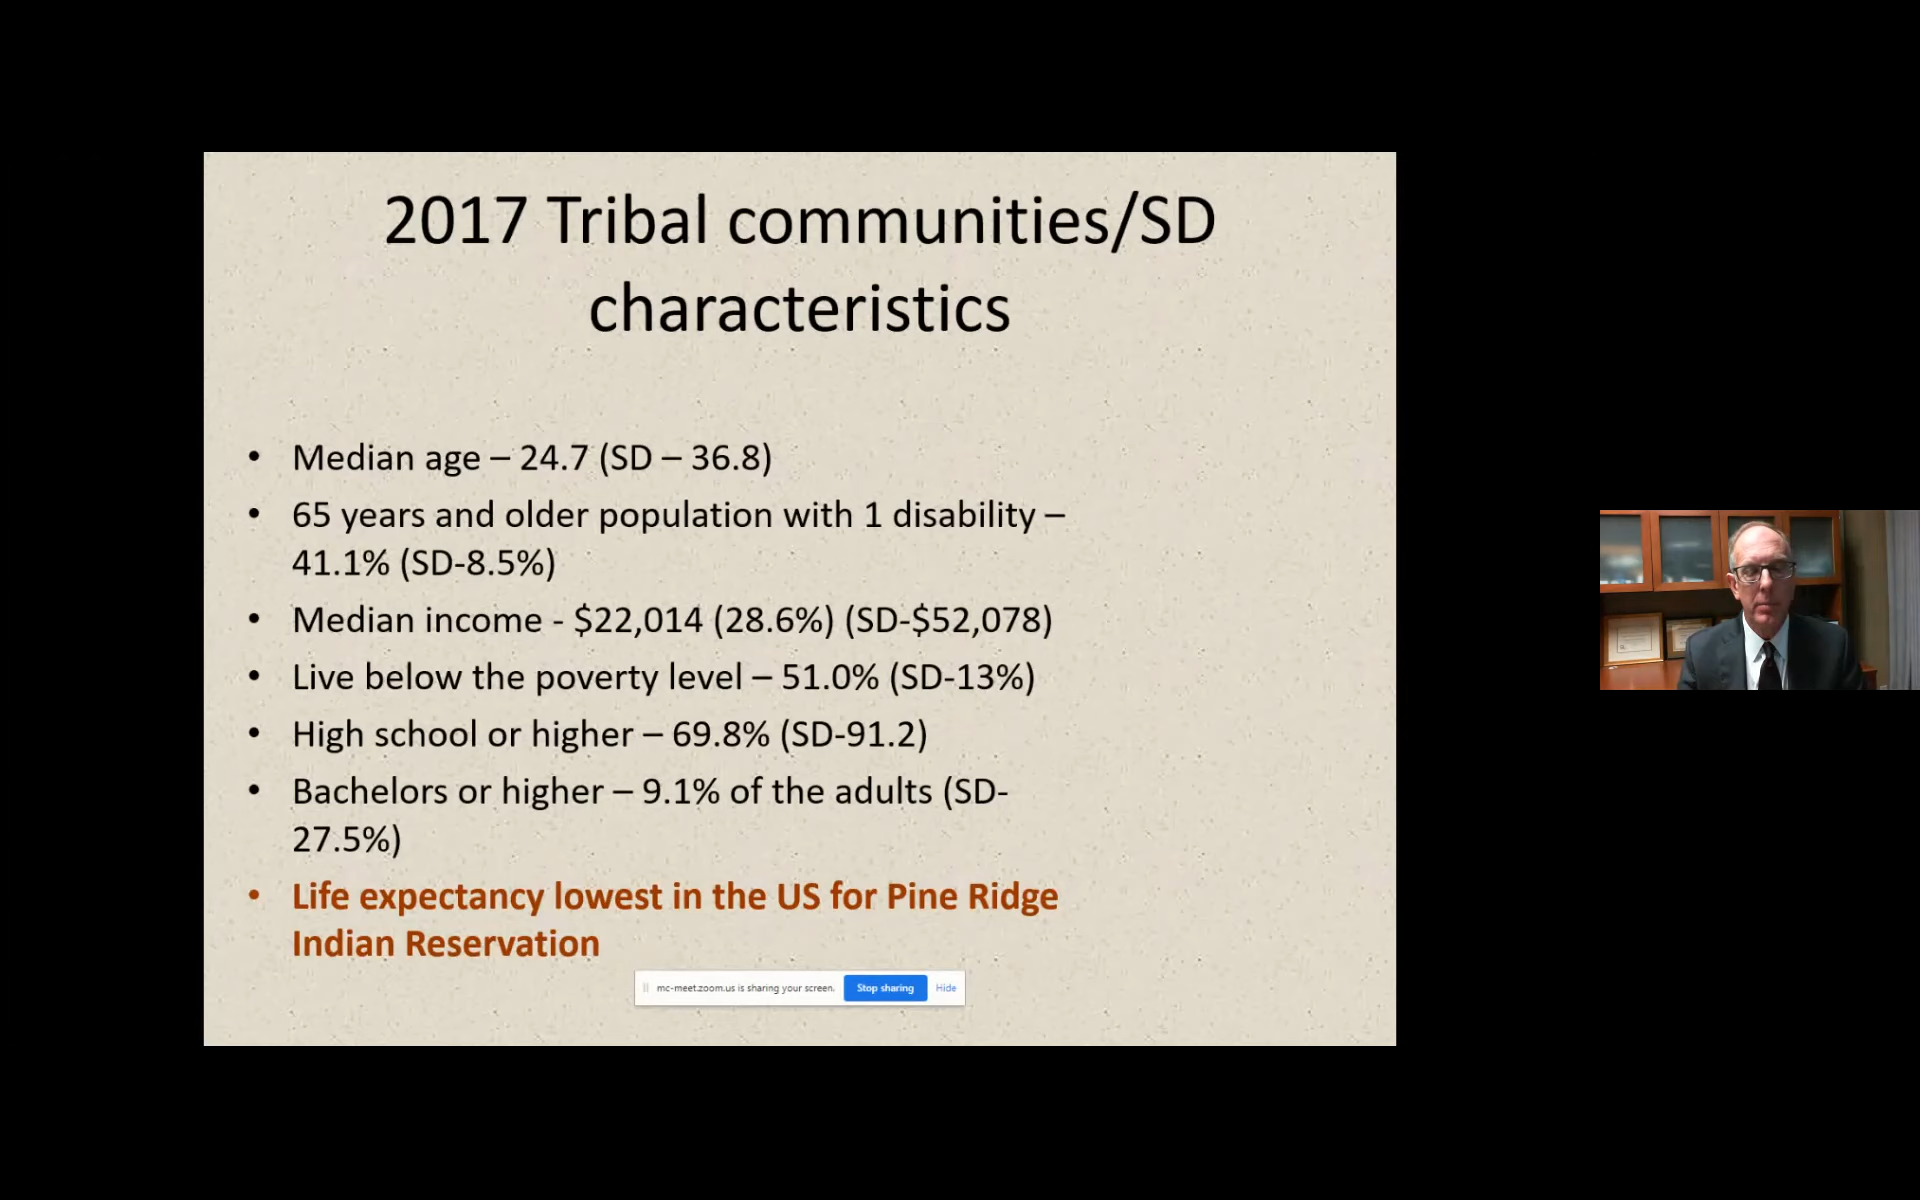 2017 Tribal communities/SD
characteristics
• Median age – 24.7 (SD – 36.8)
• 65 years and older population with 1 disability –
41.1% (SD-8.5%)
• Median income - $22,014 (28.6%) (SD-$52,078)
• Live below the poverty level – 51.0% (SD-13%)
• High school or higher – 69.8% (SD-91.2)
• Bachelors or higher – 9.1% of the adults (SD-
27.5%)
• Life expectancy lowest in the US for Pine Ridge
Indian Reservation
mc-meet.zoom.us is sharing your screen. Stop sharing Hide